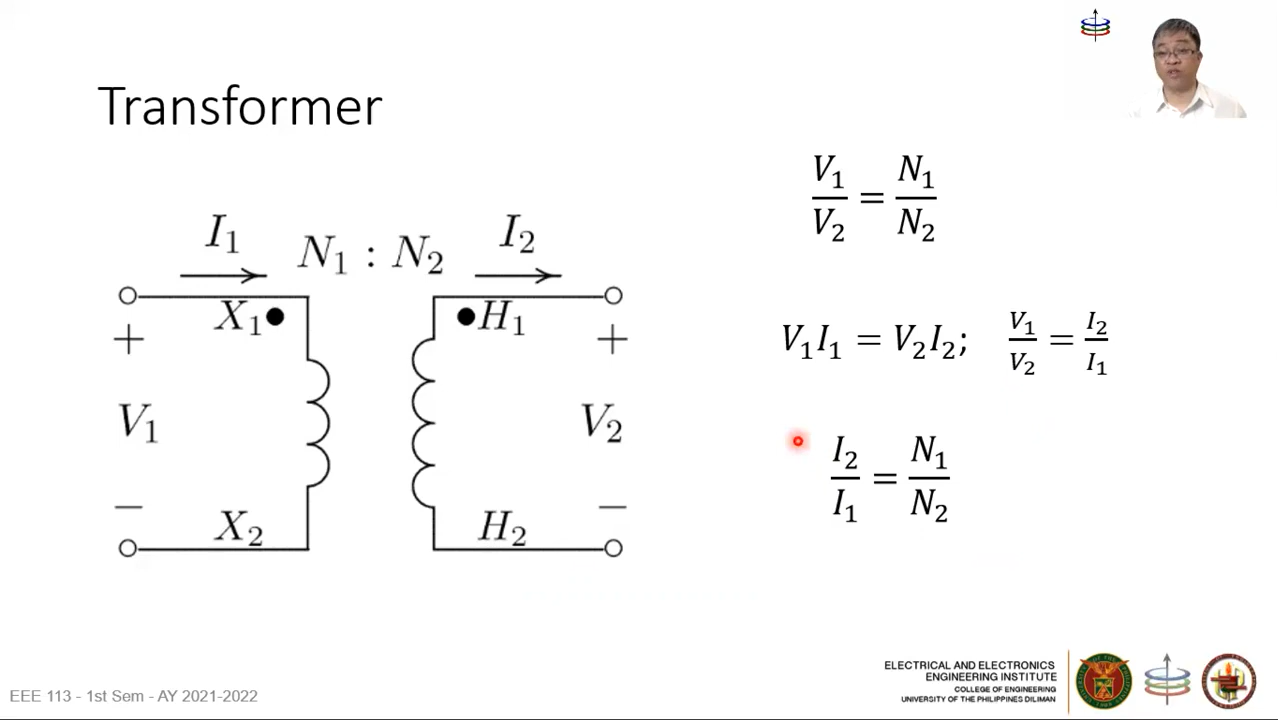 Transformer
I₁ N₁ : N₂ I₂
X₁ H₁
+ +
V₁ V₂
− −
X₂ H₂
V₁/V₂ = N₁/N₂
V₁I₁ = V₂I₂; V₁/V₂ = I₂/I₁
I₂/I₁ = N₁/N₂
EEE 113 - 1st Sem - AY 2021-2022
ELECTRICAL AND ELECTRONICS
ENGINEERING INSTITUTE
COLLEGE OF ENGINEERING
UNIVERSITY OF THE PHILIPPINES DILIMAN